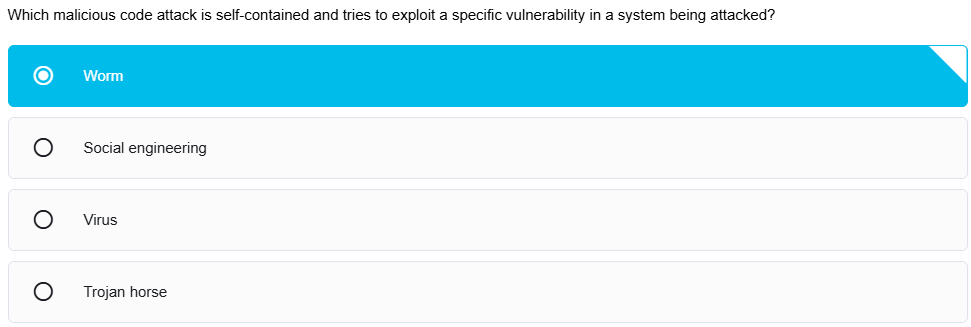 Which malicious code attack is self-contained and tries to exploit a specific vulnerability in a system being attacked?
Worm
Social engineering
Virus
Trojan horse